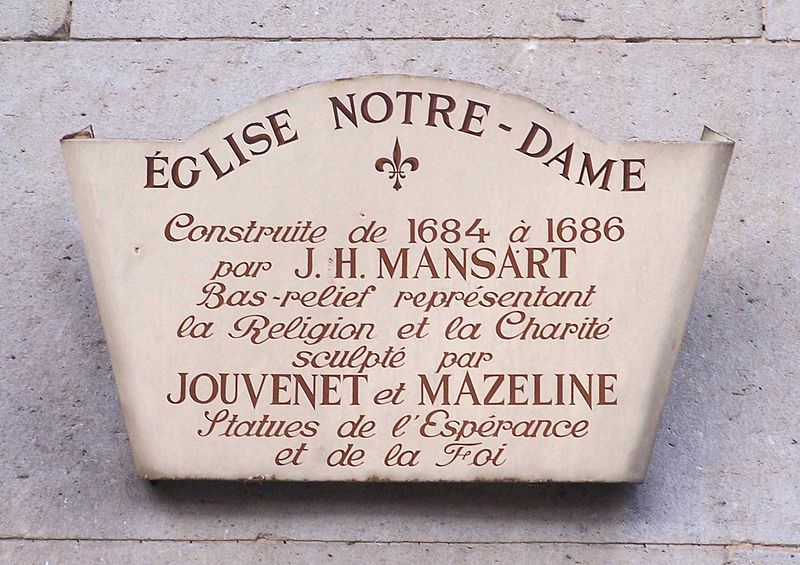 ÉGLISE NOTRE-DAME
Construite de 1684 à 1686
par J. H. MANSART
Bas-relief représentant
la Religion et la Charité
sculpté par
JOUVENET et MAZELINE
Statues de l'Espérance
et de la Foi